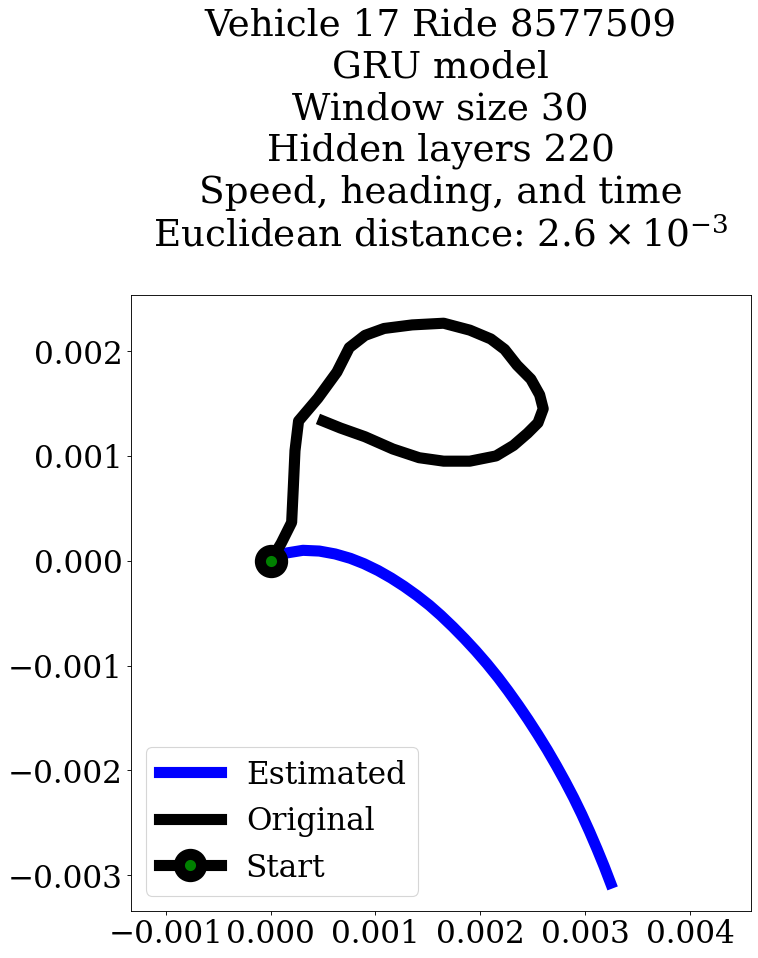 Vehicle 17 Ride 8577509
GRU model
Window size 30
Hidden layers 220
Speed, heading, and time
Euclidean distance: 2.6 × 10⁻³
0.002
0.001
0.000
−0.001
−0.002
−0.003
Estimated
Original
Start
−0.001 0.000 0.001 0.002 0.003 0.004